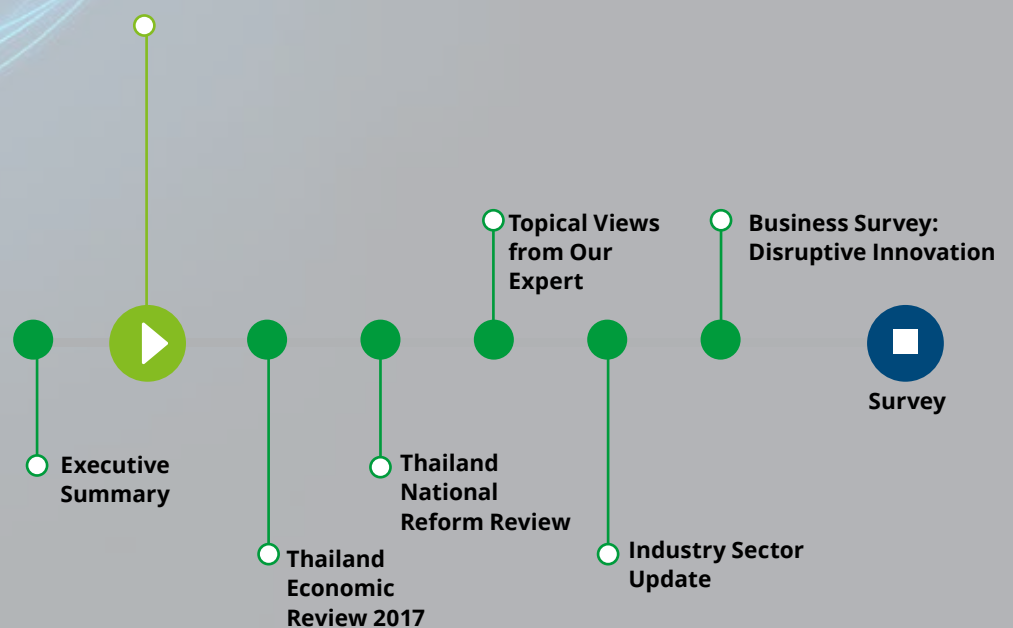 Executive
Summary
Thailand
Economic
Review 2017
Thailand
National
Reform Review
Topical Views
from Our
Expert
Industry Sector
Update
Business Survey:
Disruptive Innovation
Survey